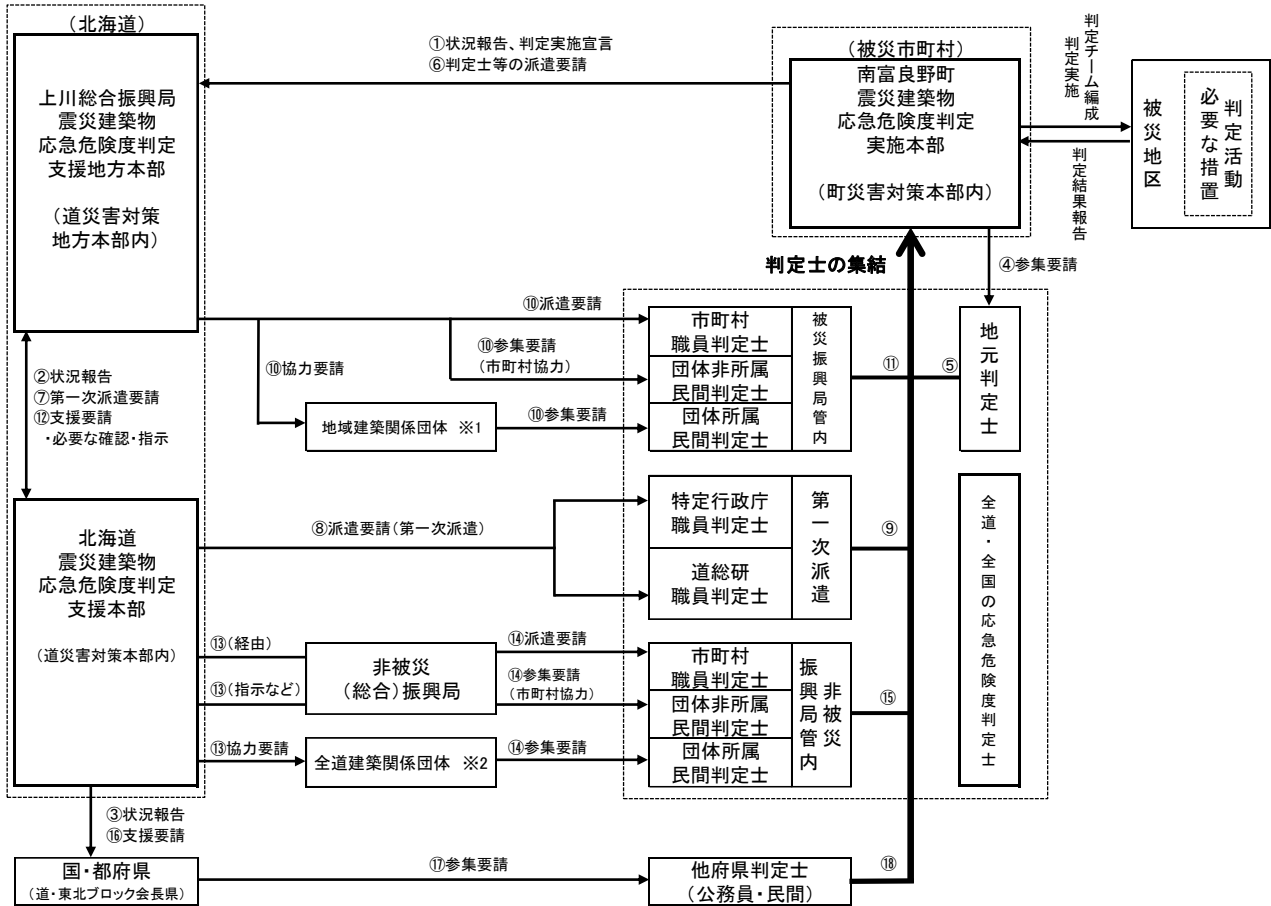 (北海道)
上川総合振興局
震災建築物
応急危険度判定
支援地方本部
(道災害対策
地方本部内)
①状況報告、判定実施宣言
⑥判定士等の派遣要請
(被災市町村)
南富良野町
震災建築物
応急危険度判定
実施本部
(町災害対策本部内)
判定チーム編成
判定実施
判定結果報告
被災地区
判定活動
必要な措置
判定士の集結
④参集要請
⑩派遣要請
⑩参集要請
(市町村協力)
⑩協力要請
地域建築関係団体 ※1
⑩参集要請
市町村
職員判定士
団体非所属
民間判定士
団体所属
民間判定士
被災振興局管内
⑪
⑤
地元判定士
②状況報告
⑦第一次派遣要請
⑫支援要請
・必要な確認・指示
北海道
震災建築物
応急危険度判定
支援本部
(道災害対策本部内)
⑧派遣要請(第一次派遣)
特定行政庁
職員判定士
道総研
職員判定士
第一次派遣
⑨
全道・全国の応急危険度判定士
⑬(経由)
⑬(指示など)
非被災
(総合)振興局
⑭派遣要請
⑭参集要請
(市町村協力)
⑬協力要請
全道建築関係団体 ※2
⑭参集要請
市町村
職員判定士
団体非所属
民間判定士
団体所属
民間判定士
非被災
振興局管内
⑮
③状況報告
⑯支援要請
国・都府県
(道・東北ブロック会長県)
⑰参集要請
他府県判定士
(公務員・民間)
⑱